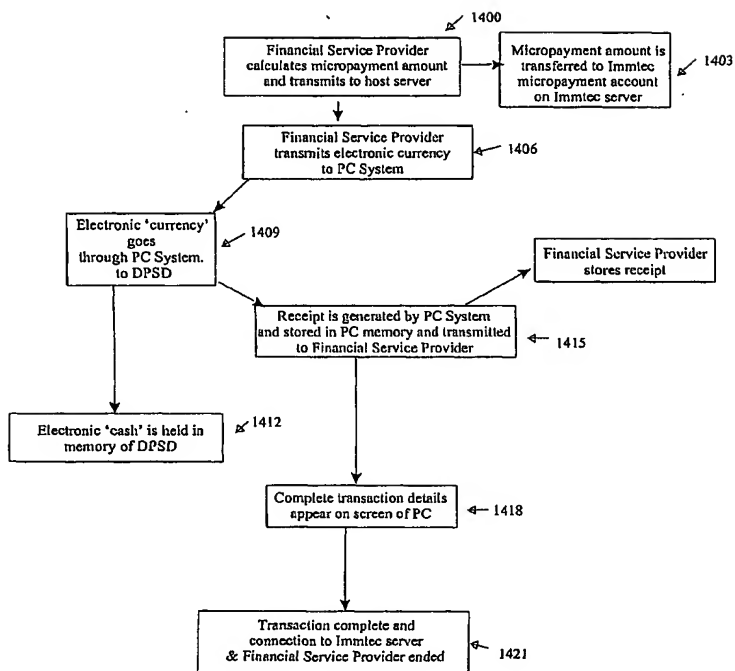 1400
Financial Service Provider
calculates micropayment amount
and transmits to host server
Micropayment amount is
transferred to Immtec
micropayment account
on Immtec server
1403
Financial Service Provider
transmits electronic currency
to PC System
1406
Electronic 'currency'
goes
through PC System.
to DPSD
1409
Financial Service Provider
stores receipt
Receipt is generated by PC System
and stored in PC memory and transmitted
to Financial Service Provider
1415
Electronic 'cash' is held in
memory of DPSD
1412
Complete transaction details
appear on screen of PC
1418
Transaction complete and
connection to Immtec server
& Financial Service Provider ended
1421